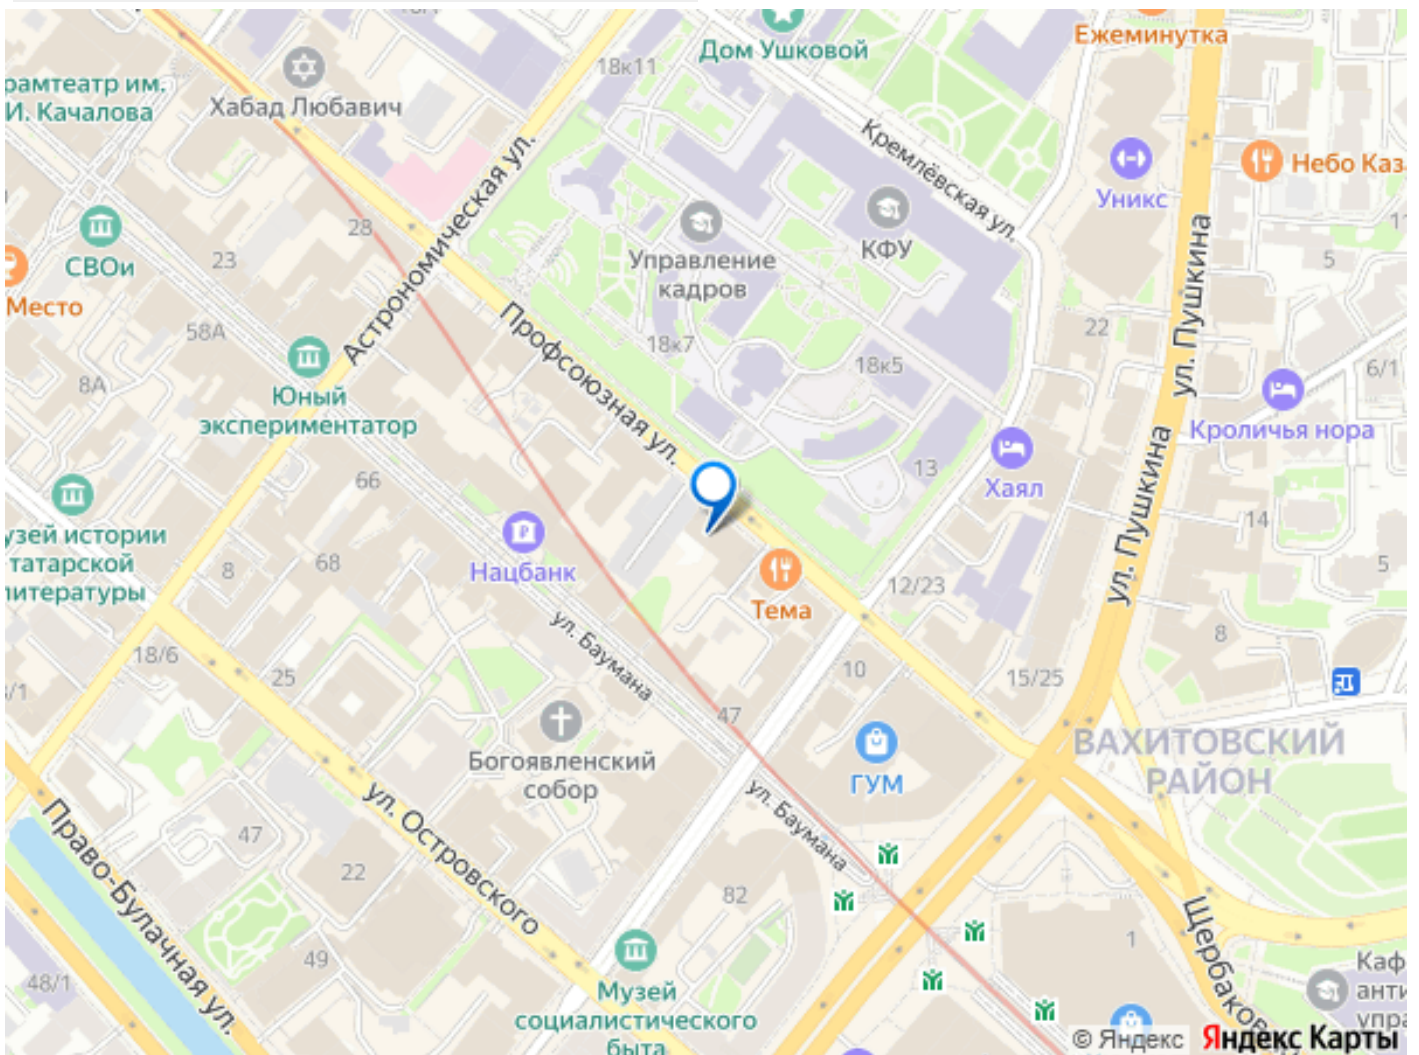 Ежеминутка
Дом Ушковой
18к11
рамтеатр им.
И. Качалова
Хабад Любавич
Кремлёвская ул.
Уникс
Небо Каз
Астрономическая ул.
28
23
СВОи
Место
58А
8А
Управление
кадров
КФУ
ул. Пушкина
5
22
6/1
Профсоюзная ул.
18к7
18к5
Юный
экспериментатор
Кроличья нора
13
Хаял
66
ул. Пушкина
узей истории
татарской
литературы
8
68
Нацбанк
14
5
Тема
12/23
ул. Баумана
8
18/6
25
10
15/25
47
Богоявленский
собор
ГУМ
ВАХИТОВСКИЙ
РАЙОН
ул. Островского
ул. Баумана
Право-Булачная ул.
47
22
82
49
48/1
1
Щербаков
Музей
социалистического
быта
Каф
анти
упра
© Яндекс Яндекс Карты